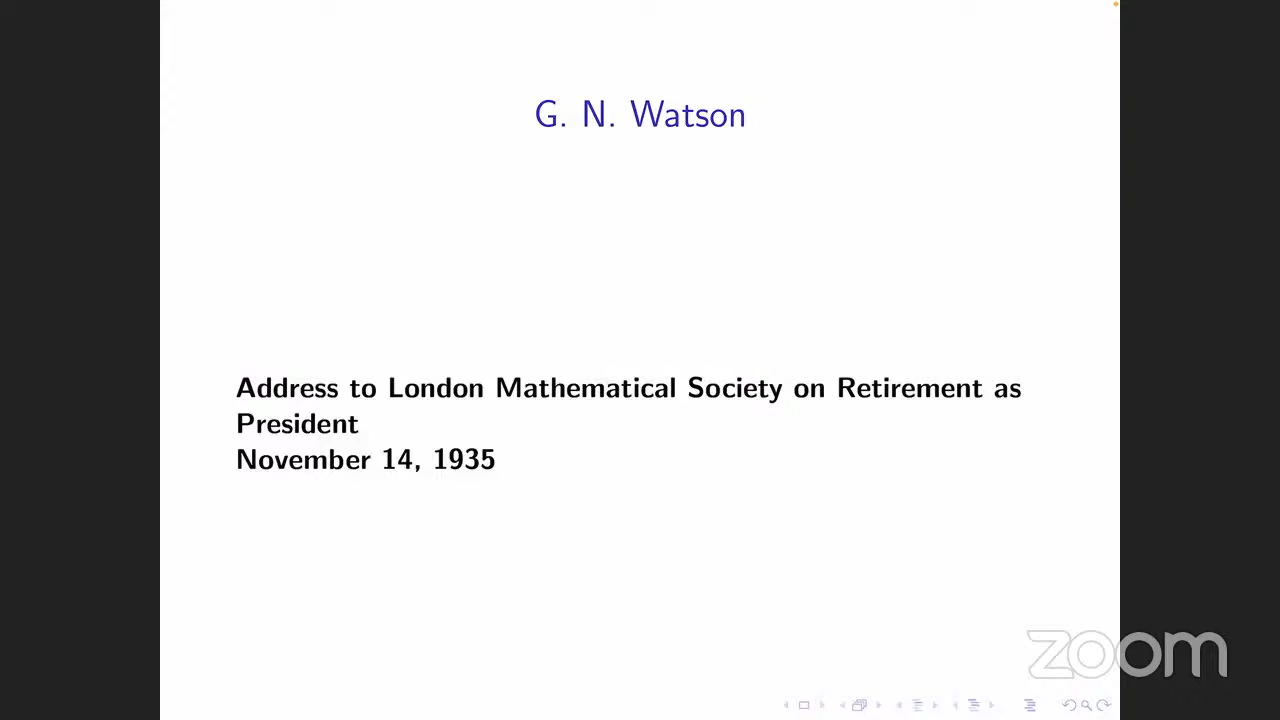 G. N. Watson
Address to London Mathematical Society on Retirement as
President
November 14, 1935
zoom